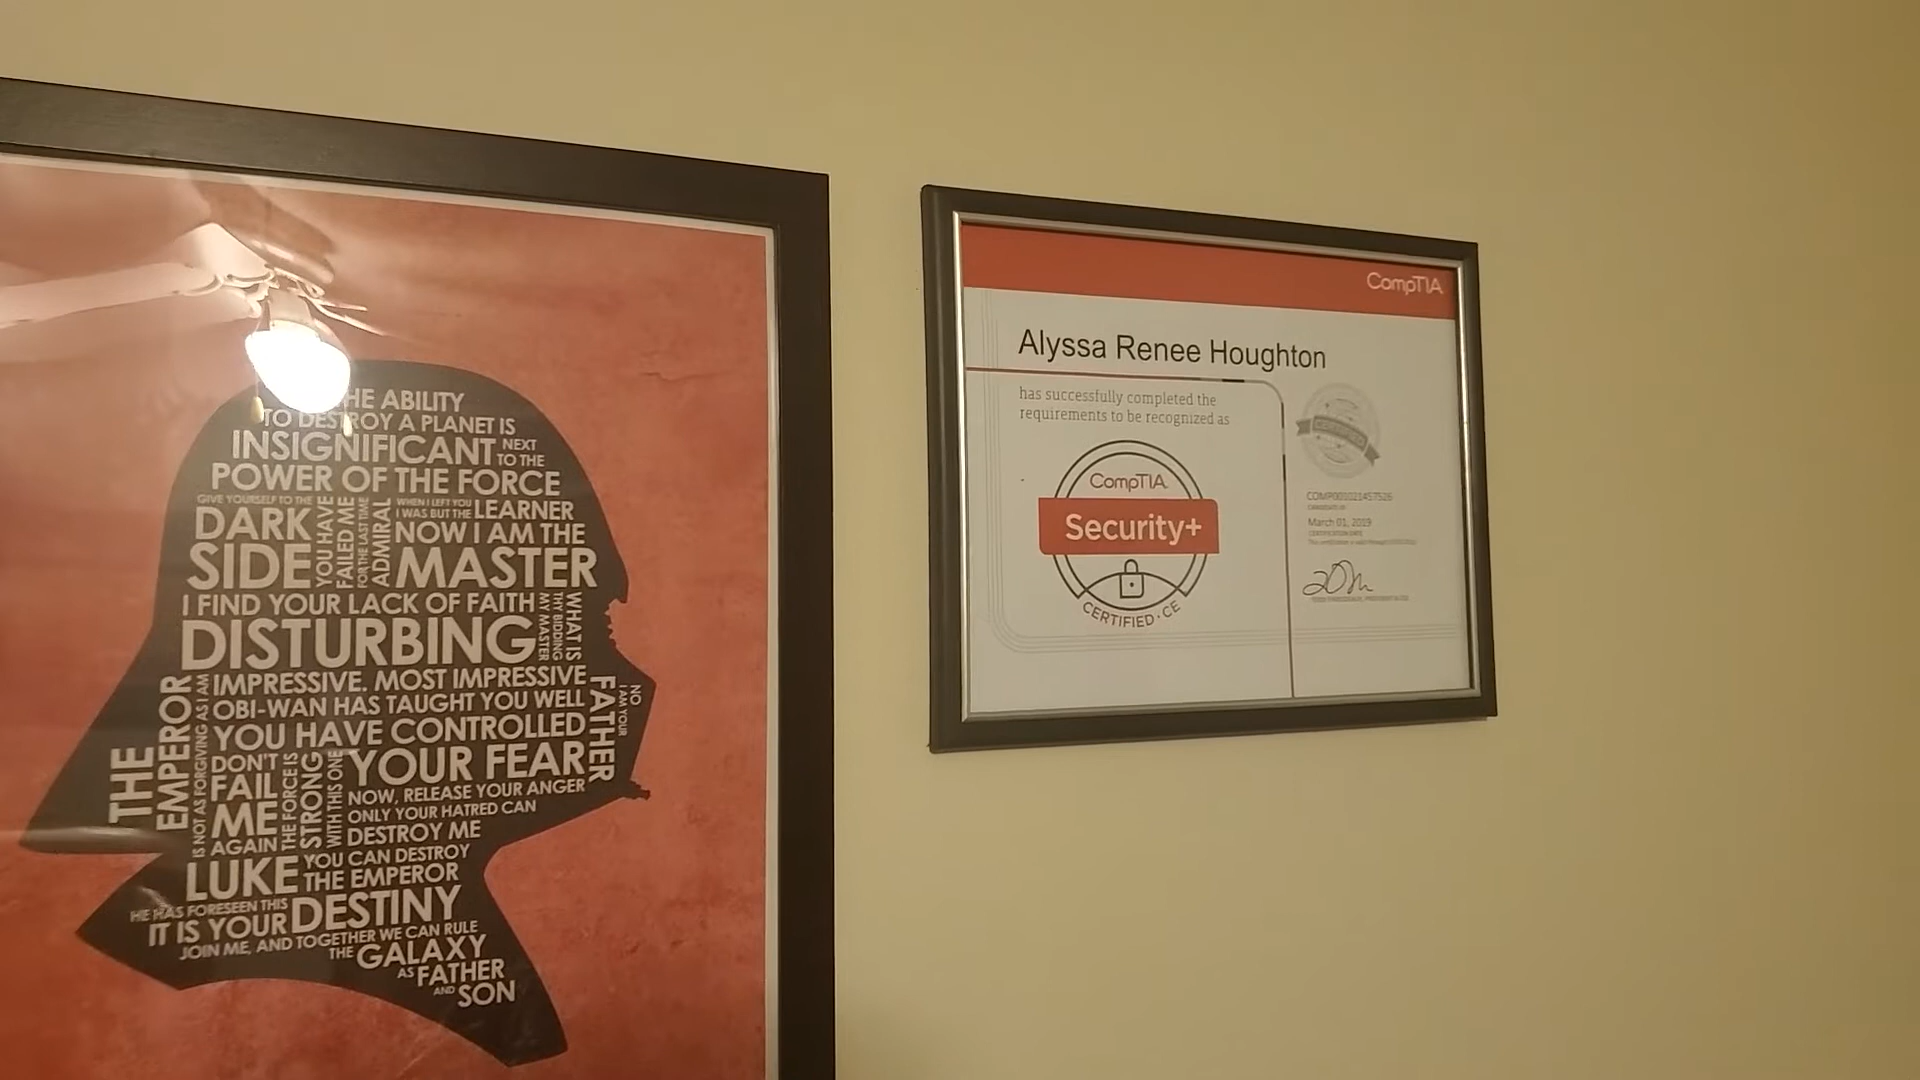 THE ABILITY
TO DESTROY A PLANET IS
INSIGNIFICANT NEXT
TO THE
POWER OF THE FORCE
GIVE YOURSELF TO THE
DARK
SIDE
YOU HAVE
FAILED ME
FOR THE LAST TIME
ADMIRAL
WHEN I LEFT YOU
I WAS BUT THE LEARNER
NOW I AM THE
MASTER
I FIND YOUR LACK OF FAITH
DISTURBING
WHAT IS
THY BIDDING
MY MASTER
THE
EMPEROR
IS NOT AS FORGIVING AS I AM
IMPRESSIVE. MOST IMPRESSIVE
OBI-WAN HAS TAUGHT YOU WELL
YOU HAVE CONTROLLED
YOUR FEAR
NO
I AM YOUR
FATHER
DON'T
FAIL
ME
AGAIN
THE FORCE IS
STRONG
WITH THIS ONE
NOW, RELEASE YOUR ANGER
ONLY YOUR HATRED CAN
DESTROY ME
LUKE YOU CAN DESTROY
THE EMPEROR
HE HAS FORESEEN THIS
IT IS YOUR DESTINY
JOIN ME, AND TOGETHER WE CAN RULE
THE GALAXY
AS FATHER
AND SON
CompTIA
Alyssa Renee Houghton
has successfully completed the
requirements to be recognized as
CompTIA
Security+
CERTIFIED · CE
CERTIFIED
COMP001021457526
CANDIDATE ID
March 01, 2019
CERTIFICATION DATE